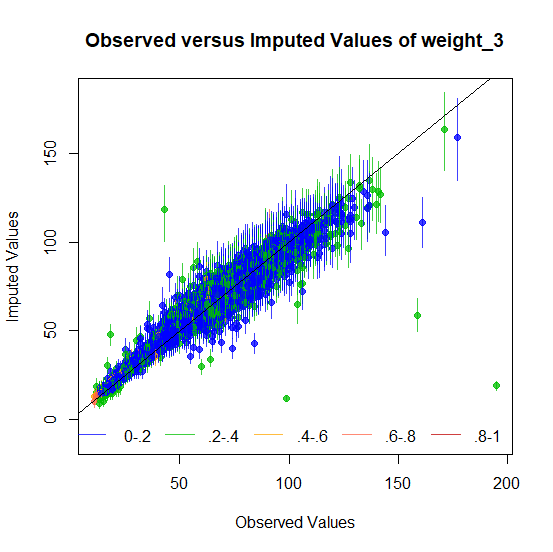 Observed versus Imputed Values of weight_3
Imputed Values
150
100
50
0
0-.2 .2-.4 .4-.6 .6-.8 .8-1
50 100 150 200
Observed Values